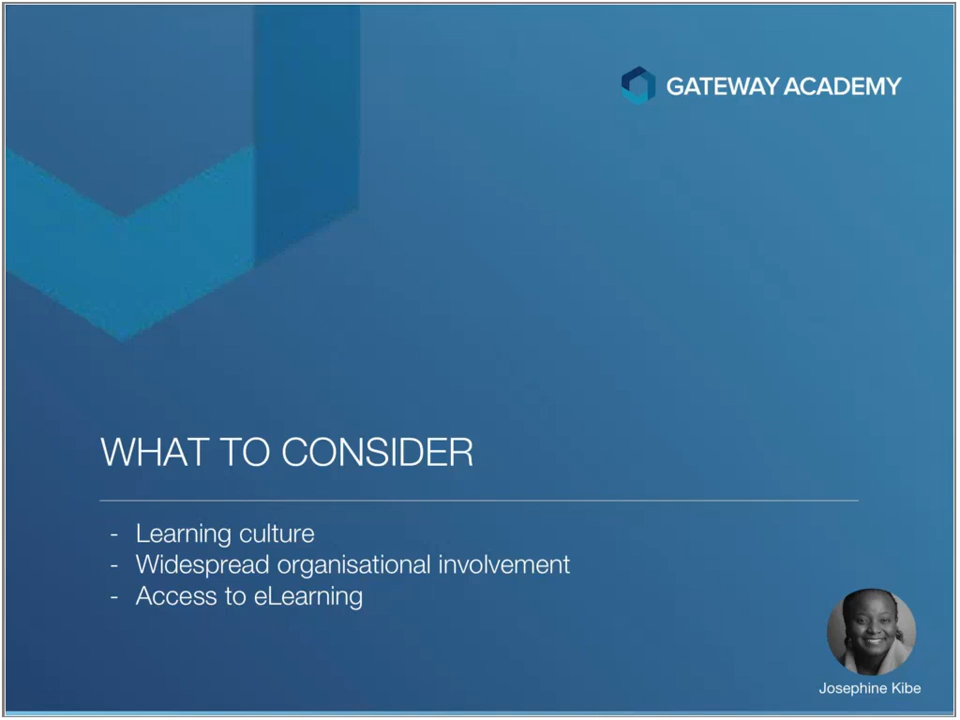 GATEWAY ACADEMY
WHAT TO CONSIDER
- Learning culture
- Widespread organisational involvement
- Access to eLearning
Josephine Kibe